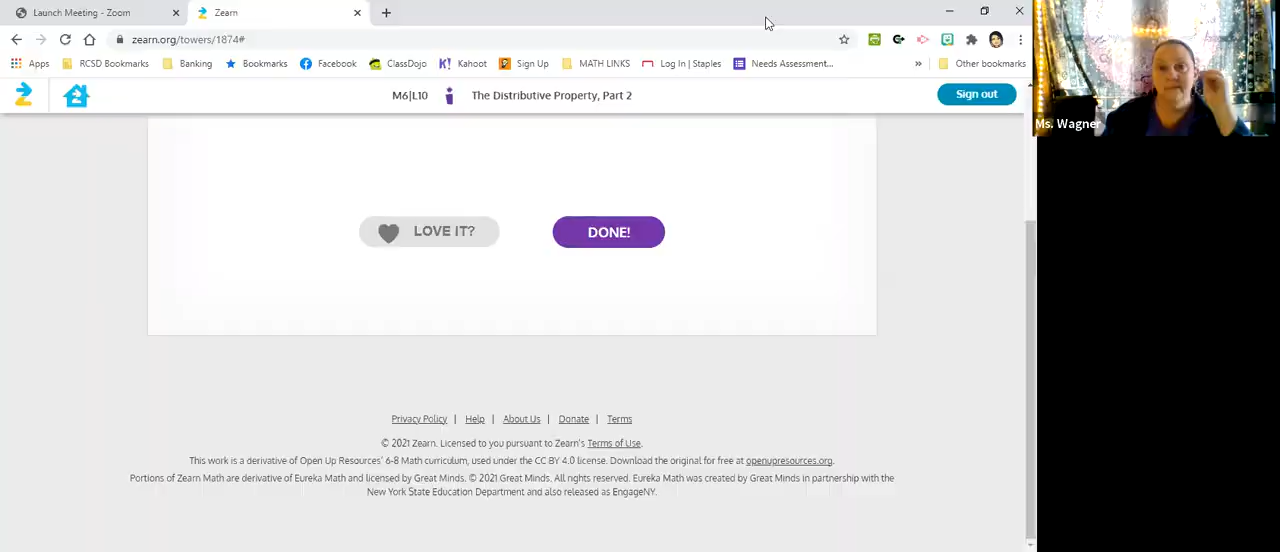 Launch Meeting - Zoom
Zearn
zearn.org/towers/1874#
Apps RCSD Bookmarks Banking Bookmarks Facebook ClassDojo Kahoot Sign Up MATH LINKS Log In | Staples Needs Assessment... » Other bookmarks
M6|L10 The Distributive Property, Part 2 Sign out
Ms. Wagner
LOVE IT? DONE!
Privacy Policy | Help | About Us | Donate | Terms
© 2021 Zearn. Licensed to you pursuant to Zearn's Terms of Use.
This work is a derivative of Open Up Resources' 6-8 Math curriculum, used under the CC BY 4.0 license. Download the original for free at openupresources.org.
Portions of Zearn Math are derivative of Eureka Math and licensed by Great Minds. © 2021 Great Minds. All rights reserved. Eureka Math was created by Great Minds in partnership with the
New York State Education Department and also released as EngageNY.